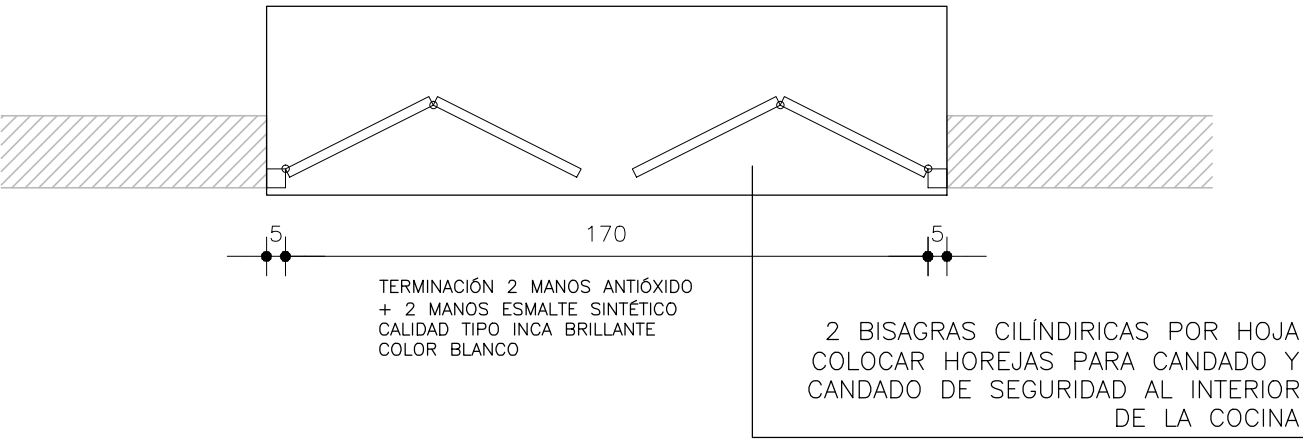 5 170 5
TERMINACIÓN 2 MANOS ANTIÓXIDO
+ 2 MANOS ESMALTE SINTÉTICO
CALIDAD TIPO INCA BRILLANTE
COLOR BLANCO
2 BISAGRAS CILÍNDIRICAS POR HOJA
COLOCAR HOREJAS PARA CANDADO Y
CANDADO DE SEGURIDAD AL INTERIOR
DE LA COCINA